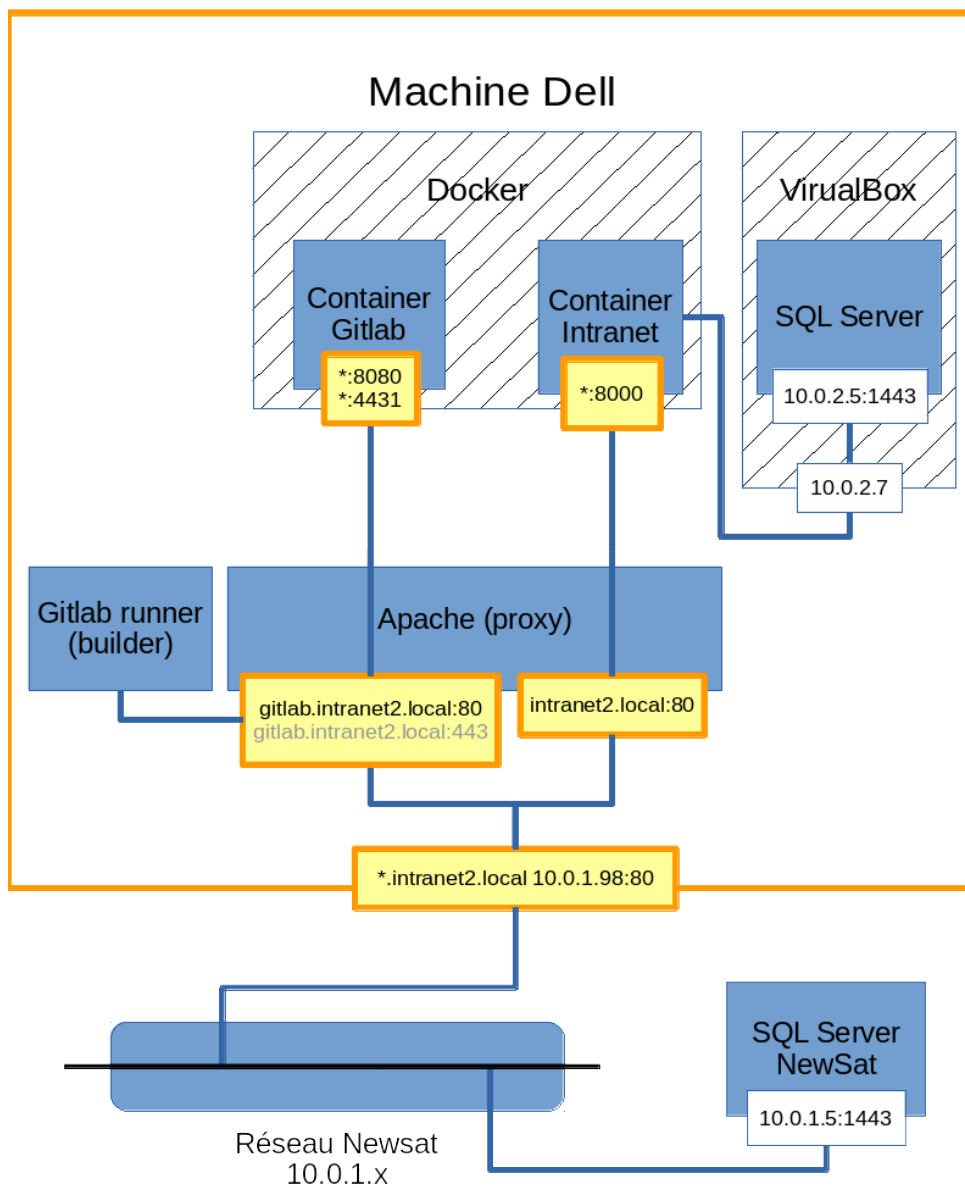 Machine Dell
Docker
VirualBox
Container
Gitlab
Container
Intranet
SQL Server
*:8080
*:4431
*:8000
10.0.2.5:1443
10.0.2.7
Gitlab runner
(builder)
Apache (proxy)
gitlab.intranet2.local:80
gitlab.intranet2.local:443
intranet2.local:80
*.intranet2.local 10.0.1.98:80
SQL Server
NewSat
10.0.1.5:1443
Réseau Newsat
10.0.1.x